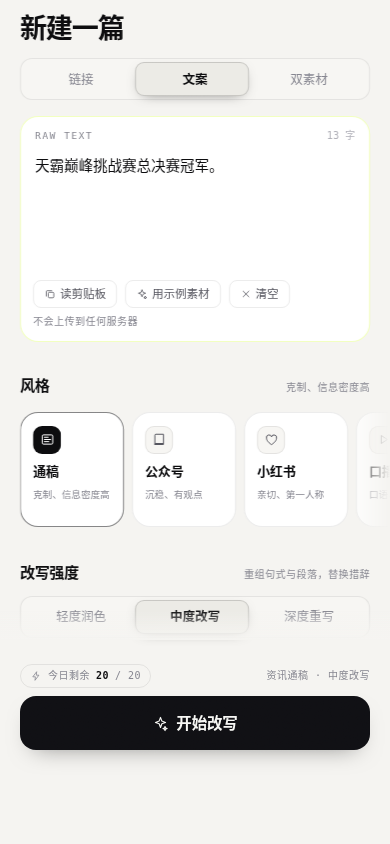 新建一篇
链接 文案 双素材
RAW TEXT 13 字
天霸巅峰挑战赛总决赛冠军。
读剪贴板 用示例素材 清空
不会上传到任何服务器
风格 克制、信息密度高
通稿 公众号 小红书
克制、信息密度高 沉稳、有观点 亲切、第一人称
改写强度 重组句式与段落，替换措辞
轻度润色 中度改写 深度重写
今日剩余 20 / 20 资讯通稿 · 中度改写
开始改写